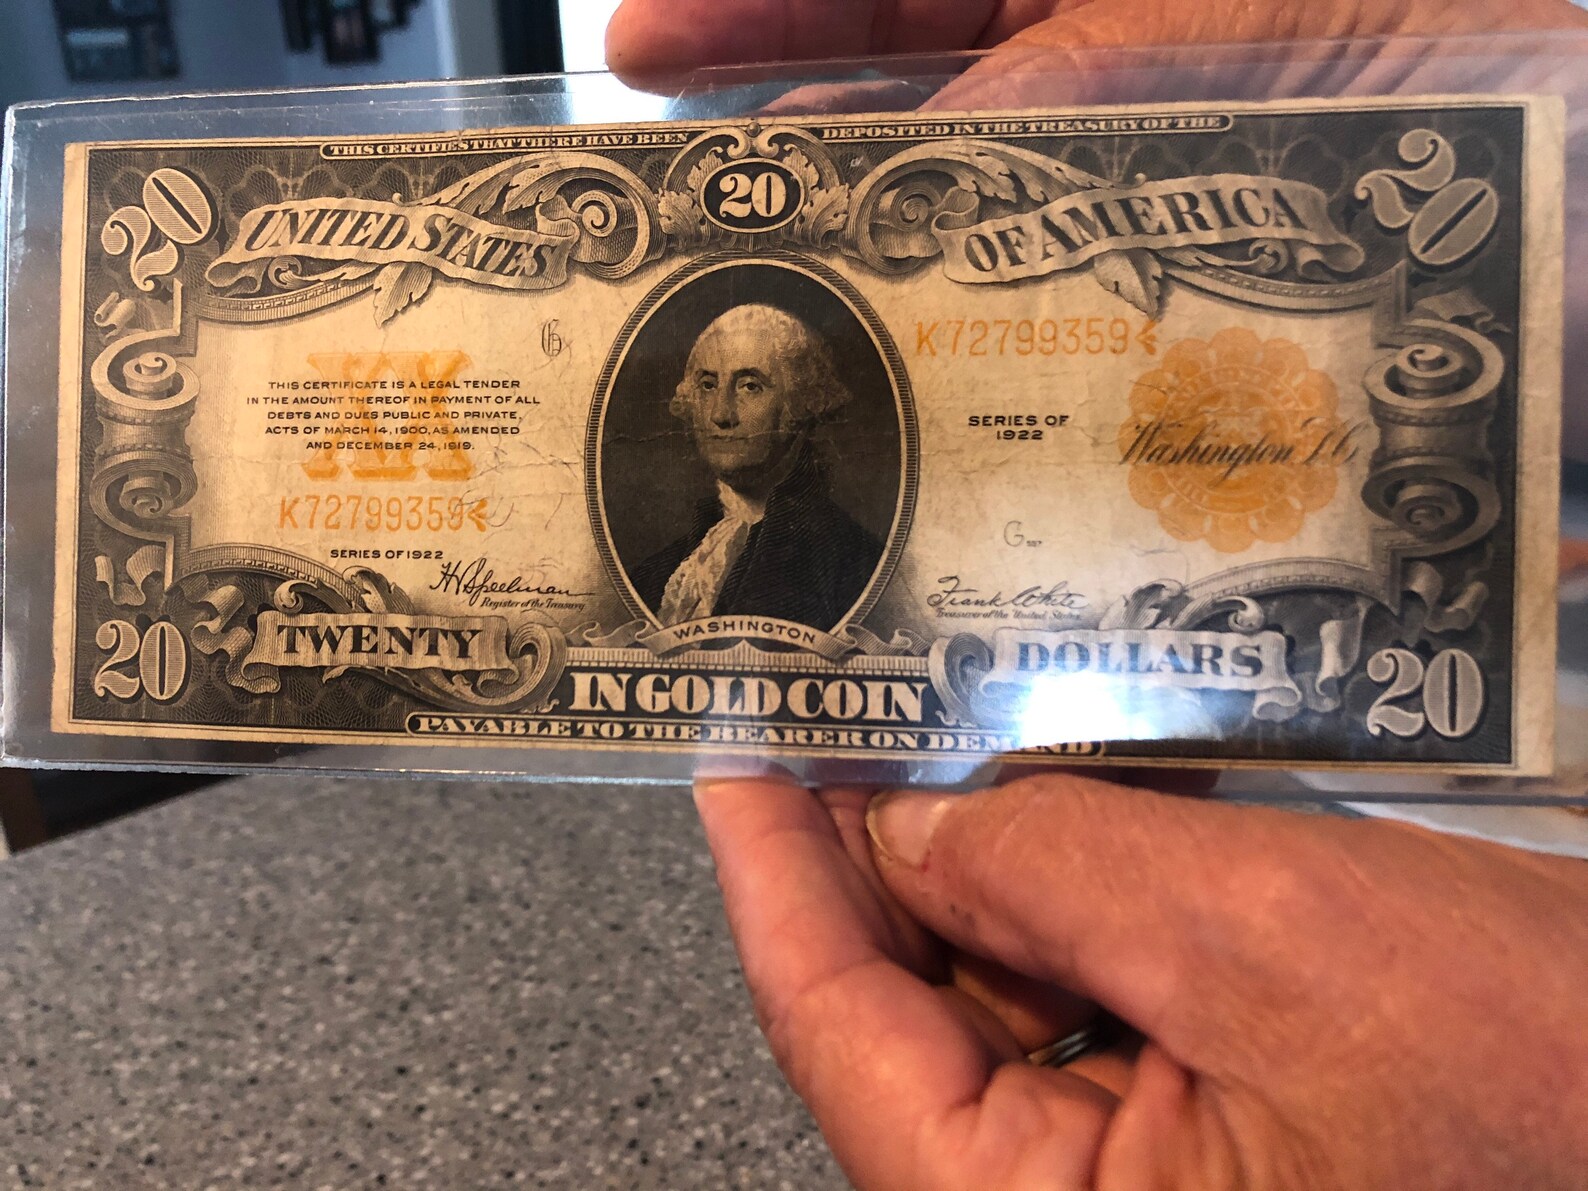 THIS CERTIFIES THAT THERE HAVE BEEN DEPOSITED IN THE TREASURY OF THE
20 20 20
UNITED STATES OF AMERICA
G
K72799359
THIS CERTIFICATE IS A LEGAL TENDER
IN THE AMOUNT THEREOF IN PAYMENT OF ALL
DEBTS AND DUES PUBLIC AND PRIVATE,
ACTS OF MARCH 14, 1900, AS AMENDED
AND DECEMBER 24, 1919.
XX
SERIES OF
1922
Washington D.C.
K72799359
G
SERIES OF 1922
H V Speelman
Register of the Treasury
Frank White
Treasurer of the United States
WASHINGTON
20 TWENTY DOLLARS 20
IN GOLD COIN
PAYABLE TO THE BEARER ON DEMAND